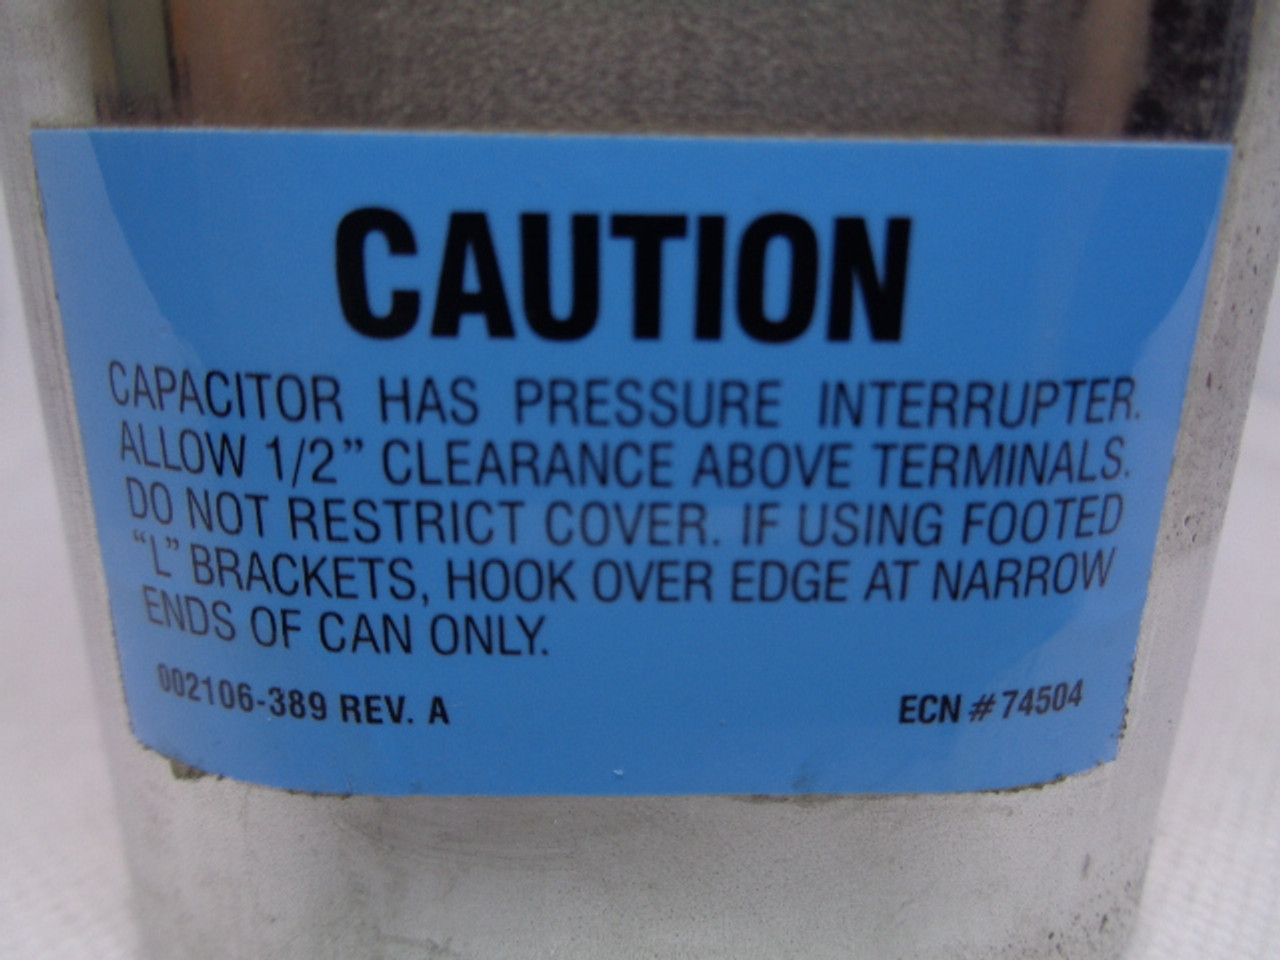 CAUTION
CAPACITOR HAS PRESSURE INTERRUPTER.
ALLOW 1/2” CLEARANCE ABOVE TERMINALS.
DO NOT RESTRICT COVER. IF USING FOOTED
“L” BRACKETS, HOOK OVER EDGE AT NARROW
ENDS OF CAN ONLY.
002106-389 REV. A ECN # 74504